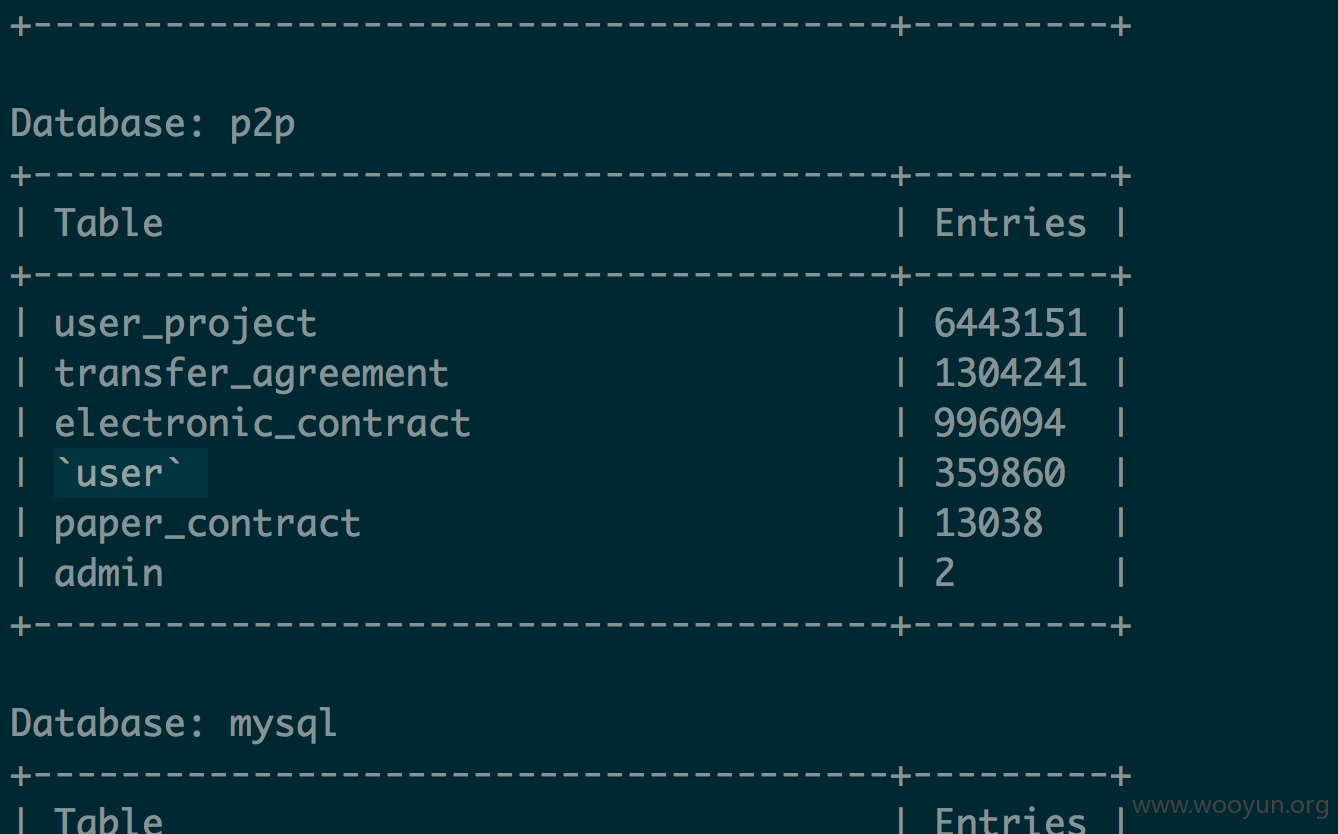 +---------------------------------------+---------+
Database: p2p
+---------------------------------------+---------+
| Table                                 | Entries |
+---------------------------------------+---------+
| user_project                          | 6443151 |
| transfer_agreement                    | 1304241 |
| electronic_contract                   | 996094  |
| `user`                                | 359860  |
| paper_contract                        | 13038   |
| admin                                 | 2       |
+---------------------------------------+---------+
Database: mysql
+---------------------------------------+---------+
| Table                                 | Entries |
www.wooyun.org